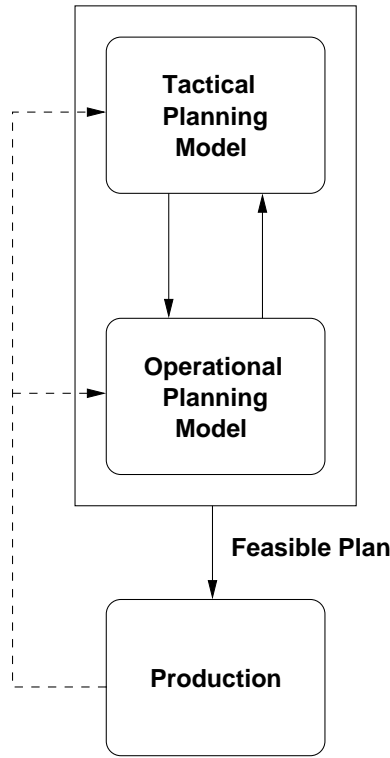 Tactical
Planning
Model
Operational
Planning
Model
Feasible Plan
Production